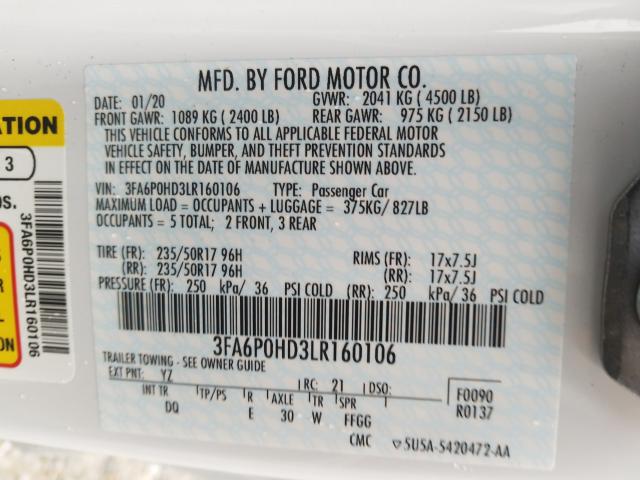 MFD. BY FORD MOTOR CO.
DATE: 01/20 GVWR: 2041 KG ( 4500 LB)
FRONT GAWR: 1089 KG ( 2400 LB) REAR GAWR: 975 KG ( 2150 LB)
THIS VEHICLE CONFORMS TO ALL APPLICABLE FEDERAL MOTOR
VEHICLE SAFETY, BUMPER, AND THEFT PREVENTION STANDARDS
IN EFFECT ON THE DATE OF MANUFACTURE SHOWN ABOVE.
VIN: 3FA6P0HD3LR160106 TYPE: Passenger Car
MAXIMUM LOAD = OCCUPANTS + LUGGAGE = 375KG/ 827LB
OCCUPANTS = 5 TOTAL; 2 FRONT, 3 REAR
TIRE (FR): 235/50R17 96H RIMS (FR): 17x7.5J
(RR): 235/50R17 96H (RR): 17x7.5J
PRESSURE (FR): 250 kPa/ 36 PSI COLD (RR): 250 kPa/ 36 PSI COLD
3FA6P0HD3LR160106
TRAILER TOWING - SEE OWNER GUIDE
EXT PNT: YZ RC: 21 DSO: F0090
INT TR TP/PS R AXLE TR SPR R0137
DQ E 30 W FFGG
CMC ▽5U5A-5420472-AA
ATION
3
OS.
3FA6P0HD3LR160106
ON